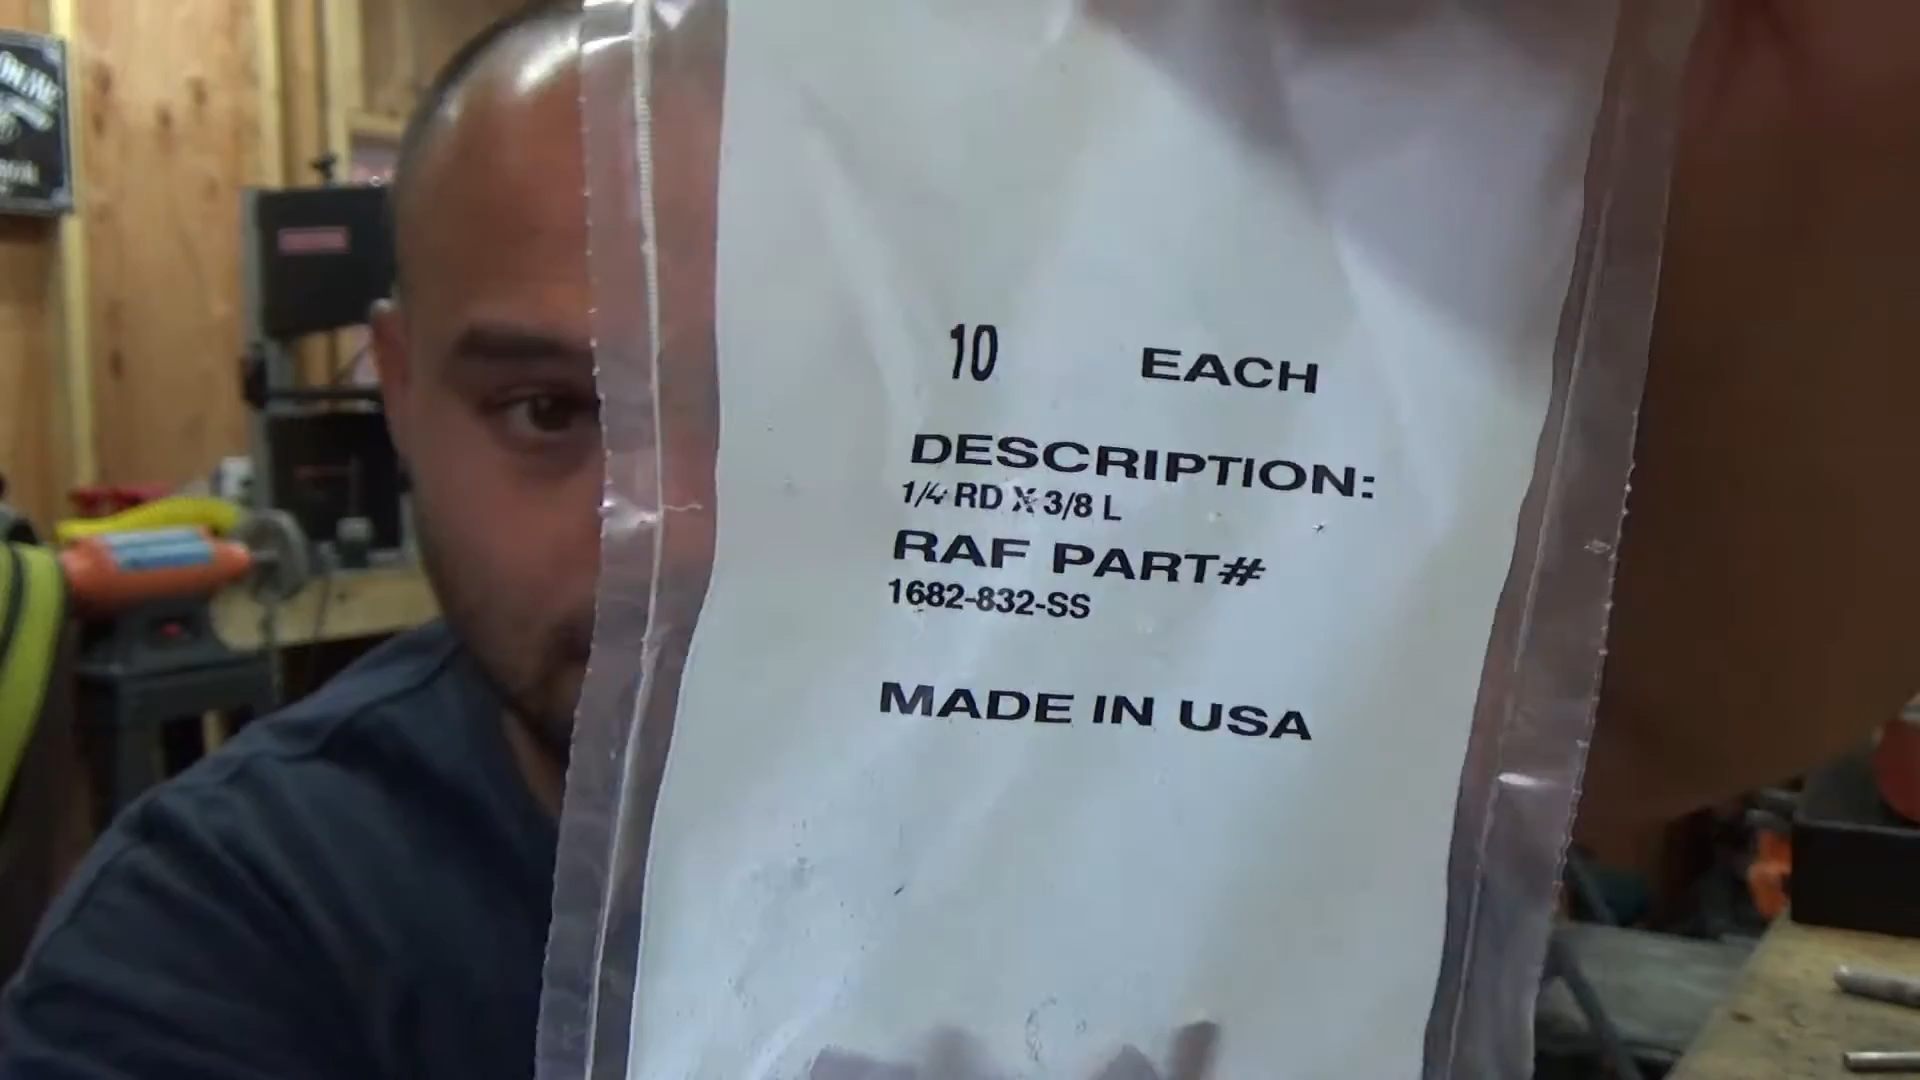 10 EACH
DESCRIPTION:
1/4 RD X 3/8 L
RAF PART#
1682-832-SS
MADE IN USA